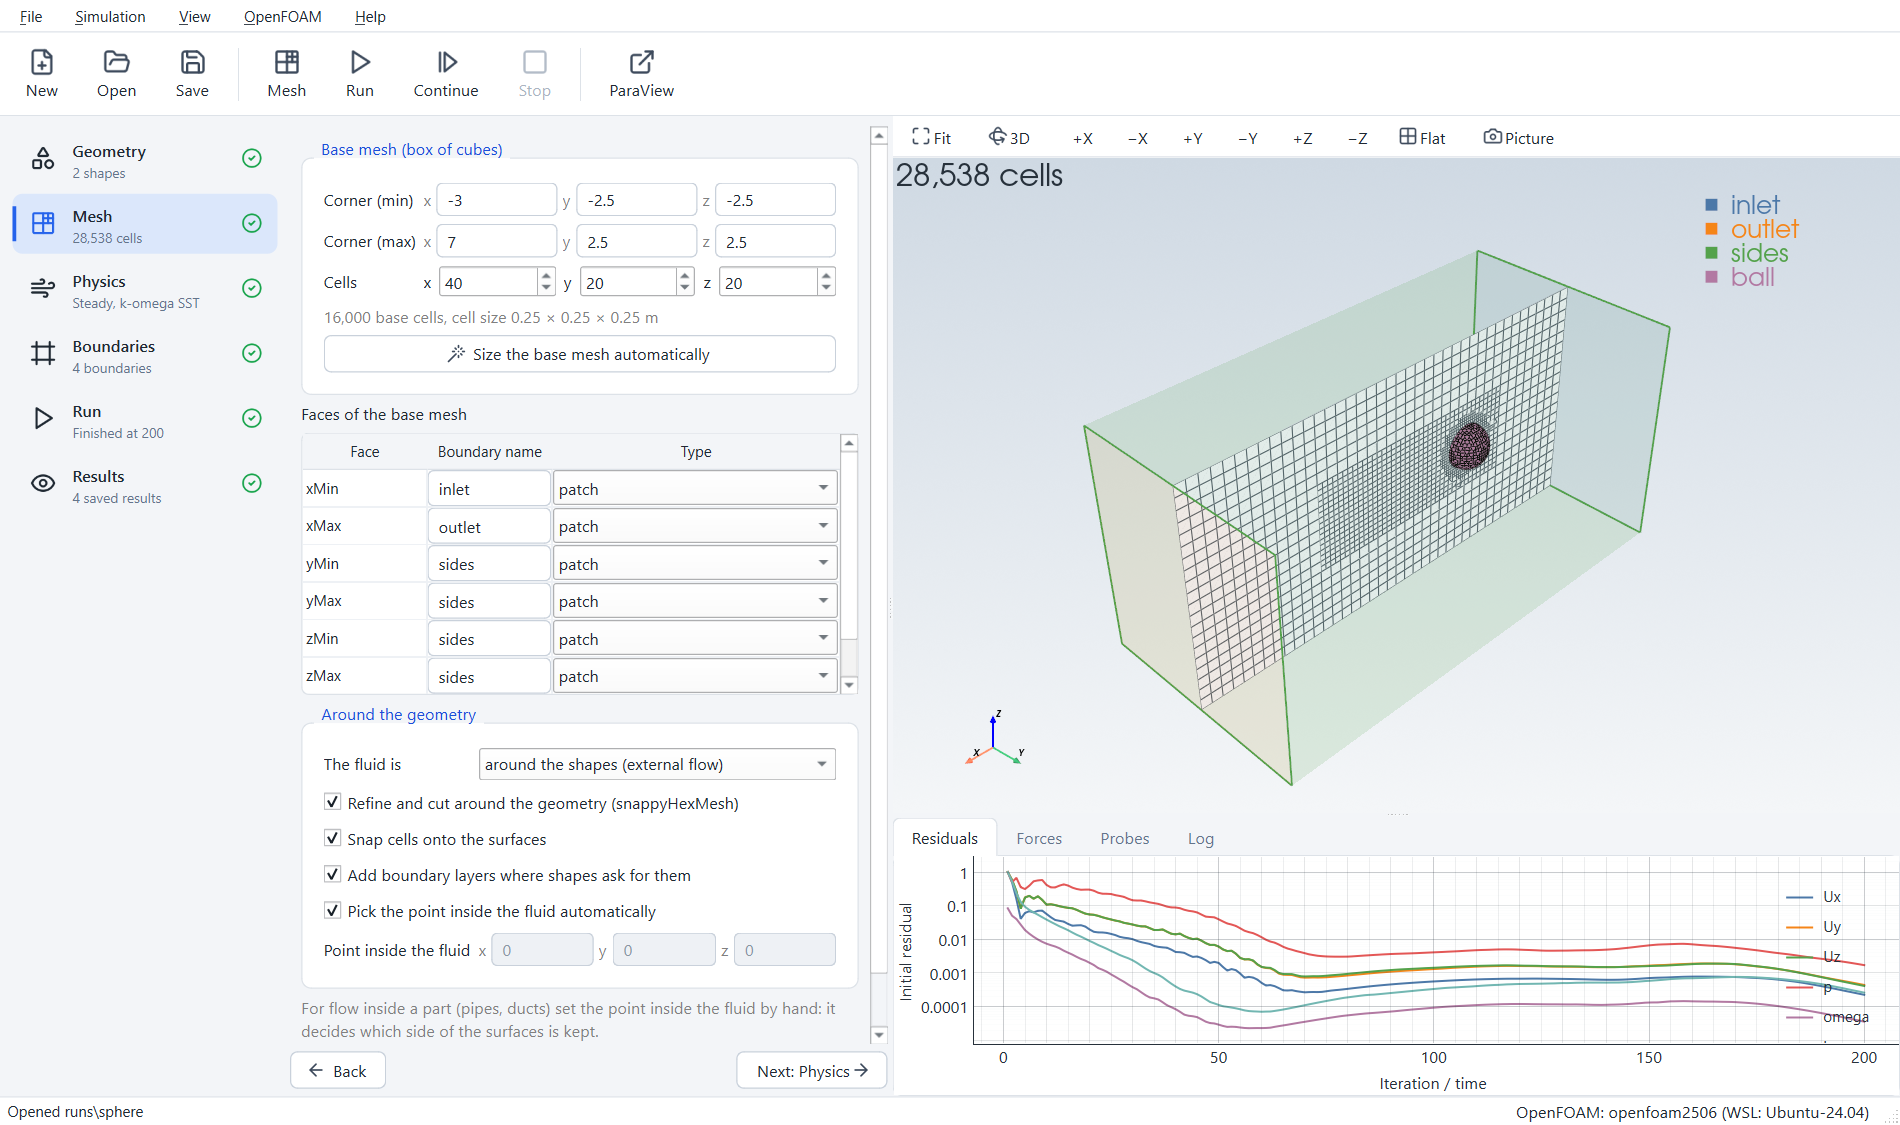 File Simulation View OpenFOAM Help
New Open Save Mesh Run Continue Stop ParaView
Geometry
2 shapes
Mesh
28,538 cells
Physics
Steady, k-omega SST
Boundaries
4 boundaries
Run
Finished at 200
Results
4 saved results
Base mesh (box of cubes)
Corner (min) x -3 y -2.5 z -2.5
Corner (max) x 7 y 2.5 z 2.5
Cells x 40 y 20 z 20
16,000 base cells, cell size 0.25 × 0.25 × 0.25 m
Size the base mesh automatically
Faces of the base mesh
Face Boundary name Type
xMin inlet patch
xMax outlet patch
yMin sides patch
yMax sides patch
zMin sides patch
zMax sides patch
Around the geometry
The fluid is around the shapes (external flow)
Refine and cut around the geometry (snappyHexMesh)
Snap cells onto the surfaces
Add boundary layers where shapes ask for them
Pick the point inside the fluid automatically
Point inside the fluid x 0 y 0 z 0
For flow inside a part (pipes, ducts) set the point inside the fluid by hand: it
decides which side of the surfaces is kept.
Back Next: Physics
Fit 3D +X −X +Y −Y +Z −Z Flat Picture
28,538 cells
inlet
outlet
sides
ball
Z
X Y
Residuals Forces Probes Log
Initial residual
1
0.1
0.01
0.001
0.0001
Ux
Uy
Uz
p
omega
0 50 100 150 200
Iteration / time
Opened runs\sphere
OpenFOAM: openfoam2506 (WSL: Ubuntu-24.04)